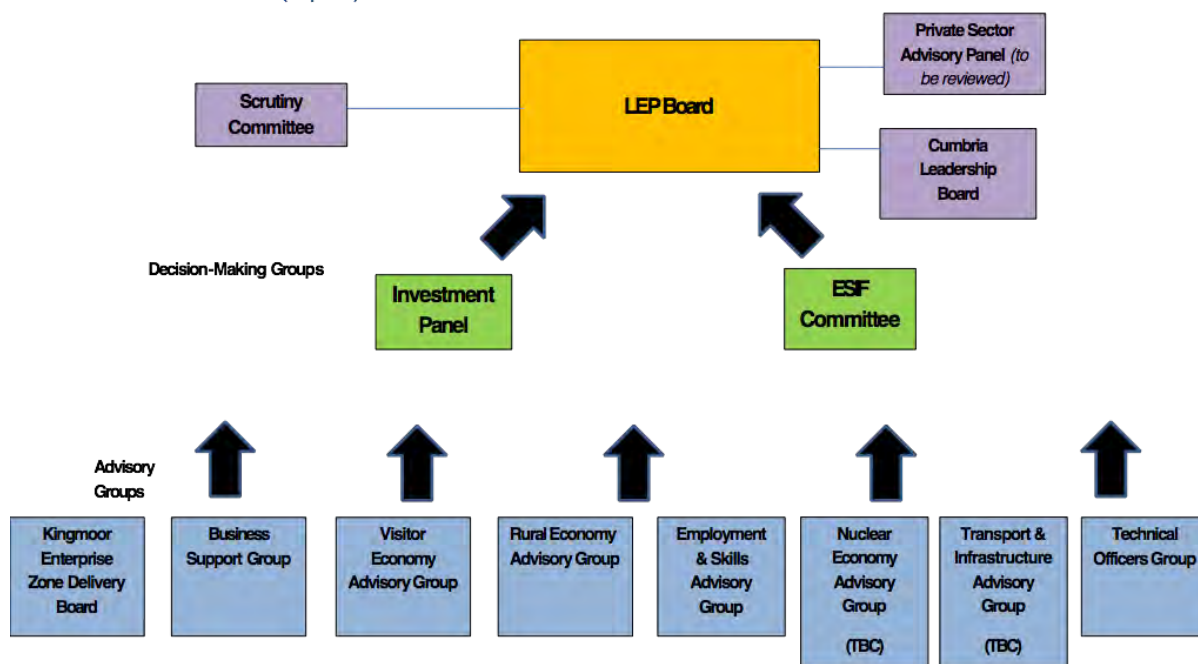 Private Sector
Advisory Panel (to
be reviewed)
Scrutiny
Committee
LEP Board
Cumbria
Leadership
Board
Decision-Making Groups
Investment
Panel
ESIF
Committee
Advisory
Groups
Kingmoor
Enterprise
Zone Delivery
Board
Business
Support Group
Visitor
Economy
Advisory Group
Rural Economy
Advisory Group
Employment
& Skills
Advisory
Group
Nuclear
Economy
Advisory
Group
(TBC)
Transport &
Infrastructure
Advisory
Group
(TBC)
Technical
Officers Group